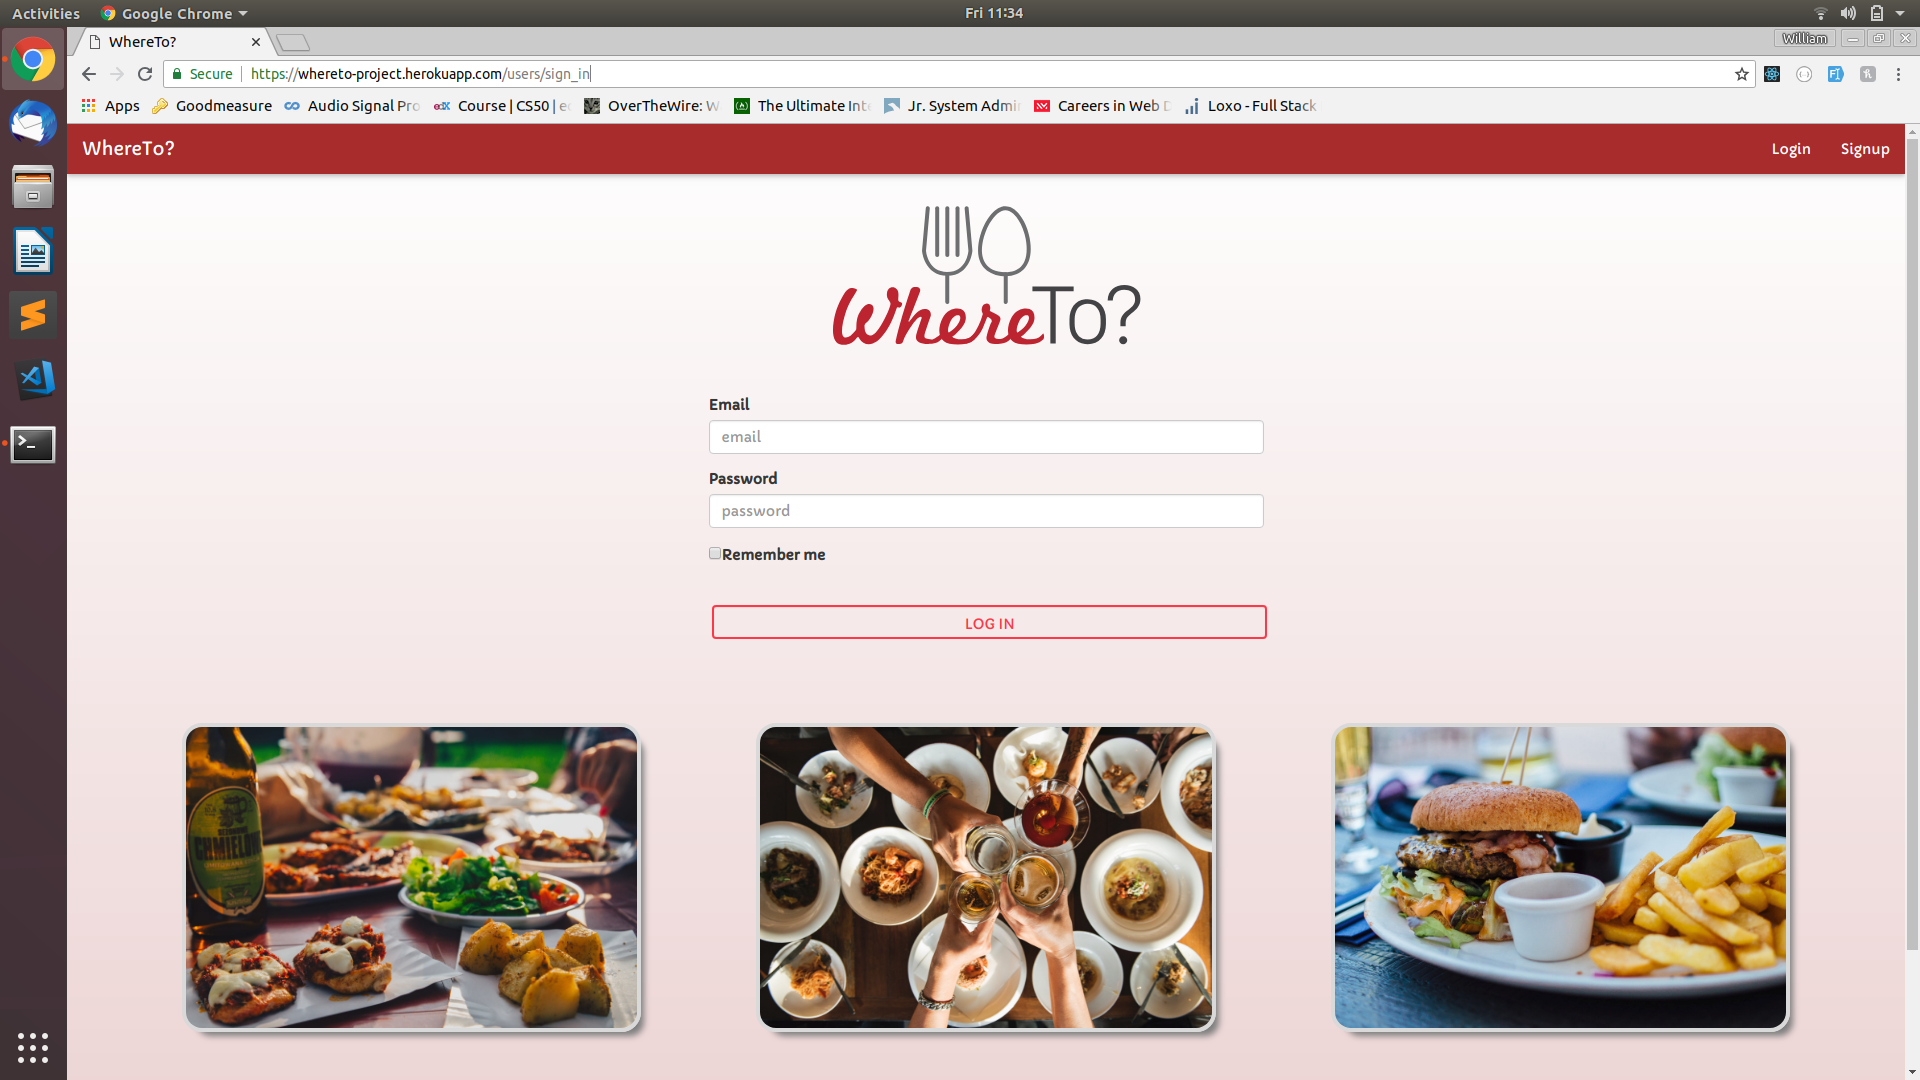 Activities Google Chrome Fri 11:34
WhereTo? William
Secure https://whereto-project.herokuapp.com/users/sign_in
Apps Goodmeasure Audio Signal Pro Course | CS50 | e OverTheWire: W The Ultimate Inte Jr. System Admi Careers in Web D Loxo - Full Stack
WhereTo? Login Signup
WhereTo?
Email
email
Password
password
Remember me
LOG IN